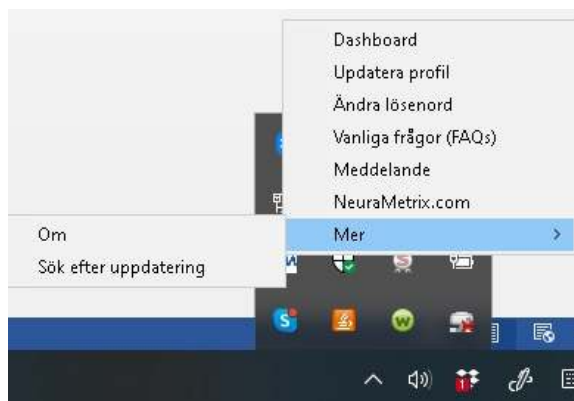 Dashboard
Updatera profil
Ändra lösenord
Vanliga frågor (FAQs)
Meddelande
NeuraMetrix.com
Mer
Om
Sök efter uppdatering